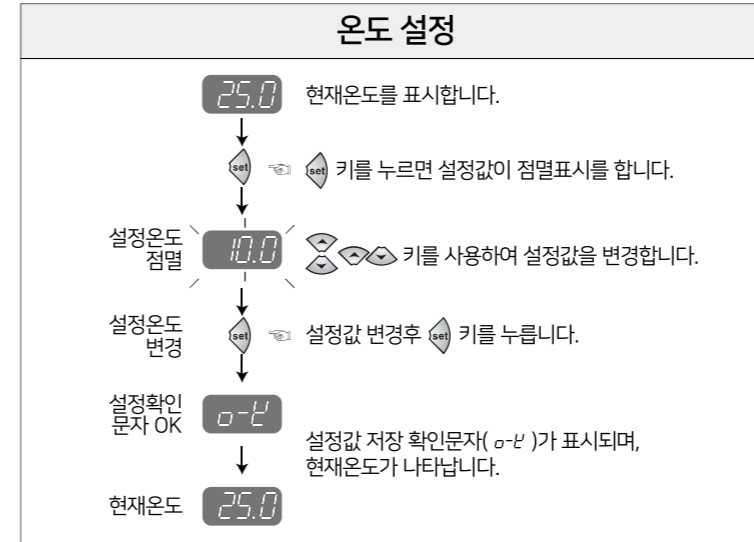 온도 설정
25.0 현재온도를 표시합니다.
set set 키를 누르면 설정값이 점멸표시를 합니다.
설정온도
점멸
10.0 키를 사용하여 설정값을 변경합니다.
설정온도
변경
set 설정값 변경후 set 키를 누릅니다.
설정확인
문자 OK
o-k
설정값 저장 확인문자( o-k )가 표시되며,
현재온도가 나타납니다.
현재온도 25.0